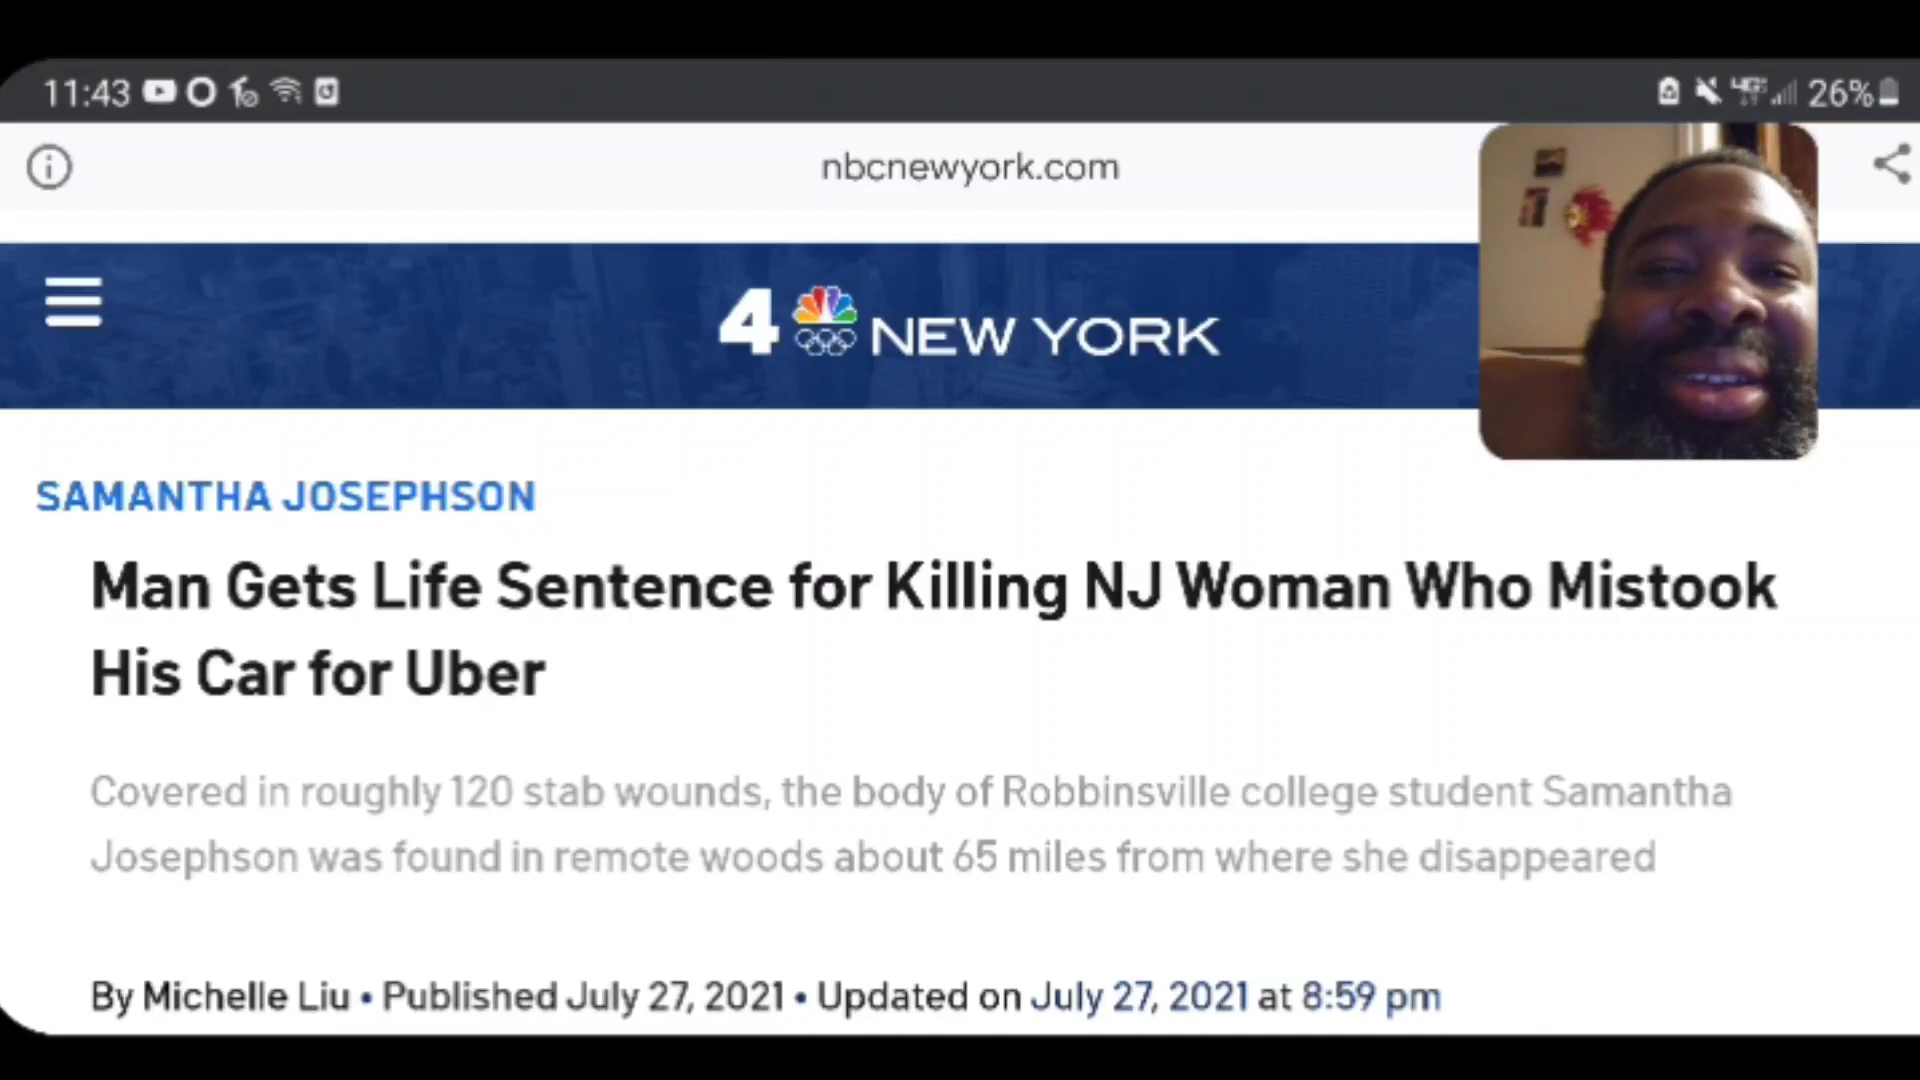 11:43
4G
26%
nbcnewyork.com
4 NEW YORK
SAMANTHA JOSEPHSON
Man Gets Life Sentence for Killing NJ Woman Who Mistook
His Car for Uber
Covered in roughly 120 stab wounds, the body of Robbinsville college student Samantha
Josephson was found in remote woods about 65 miles from where she disappeared
By Michelle Liu • Published July 27, 2021 • Updated on July 27, 2021 at 8:59 pm